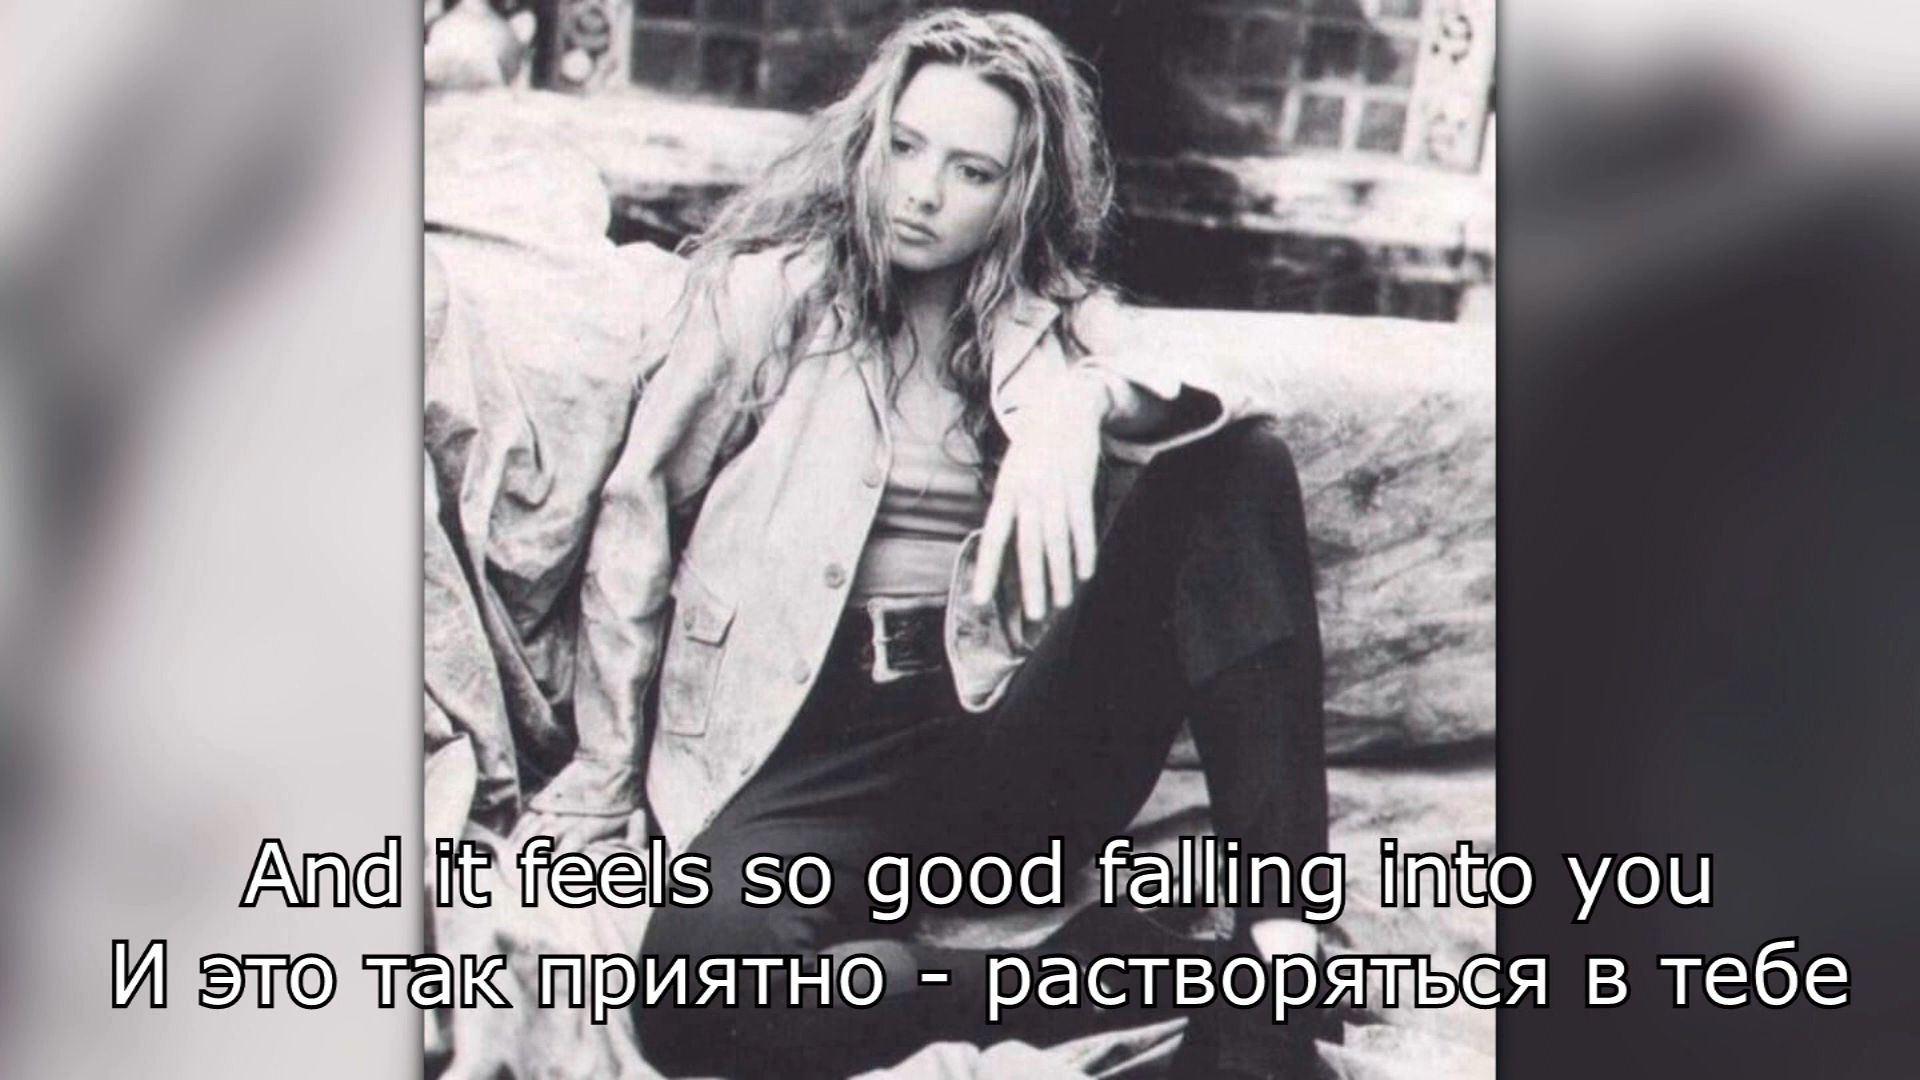 And it feels so good falling into you
И это так приятно - растворяться в тебе